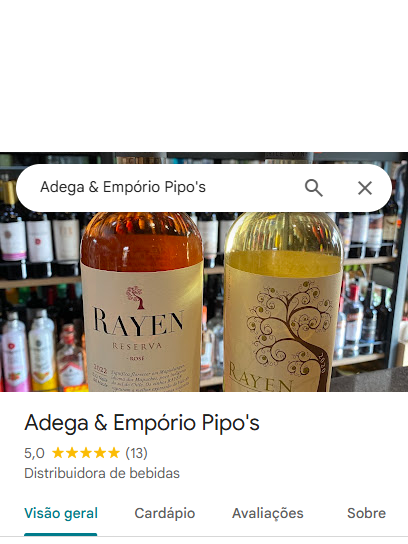 Adega & Empório Pipo's
RAYEN
RESERVA
ROSÉ
2022
RAYEN
Adega & Empório Pipo's
5,0 (13)
Distribuidora de bebidas
Visão geral Cardápio Avaliações Sobre